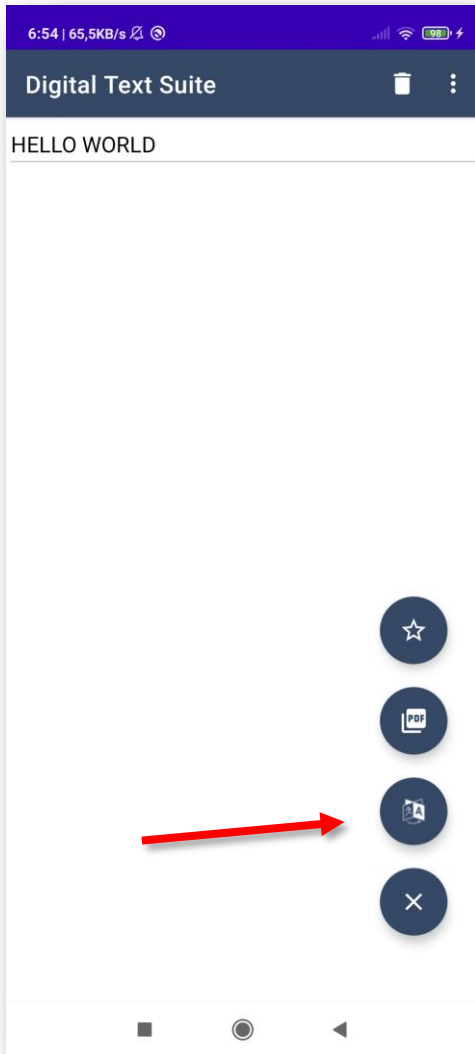 6:54 | 65,5KB/s
98
Digital Text Suite
HELLO WORLD
PDF
A